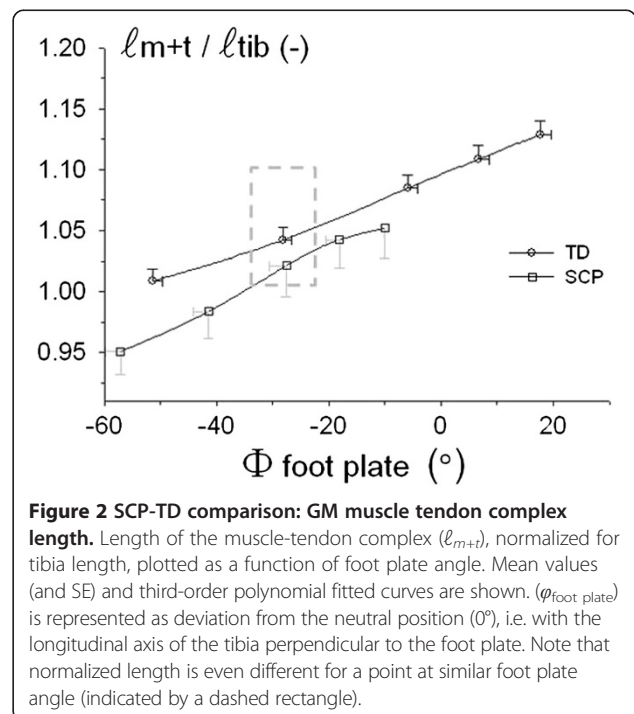 ℓm+t / ℓtib (-)
1.20
1.15
1.10
1.05
1.00
0.95
TD
SCP
-60 -40 -20 0 20
Φ foot plate (°)
Figure 2 SCP-TD comparison: GM muscle tendon complex
length. Length of the muscle-tendon complex (ℓm+t), normalized for
tibia length, plotted as a function of foot plate angle. Mean values
(and SE) and third-order polynomial fitted curves are shown. (φfoot plate)
is represented as deviation from the neutral position (0°), i.e. with the
longitudinal axis of the tibia perpendicular to the foot plate. Note that
normalized length is even different for a point at similar foot plate
angle (indicated by a dashed rectangle).